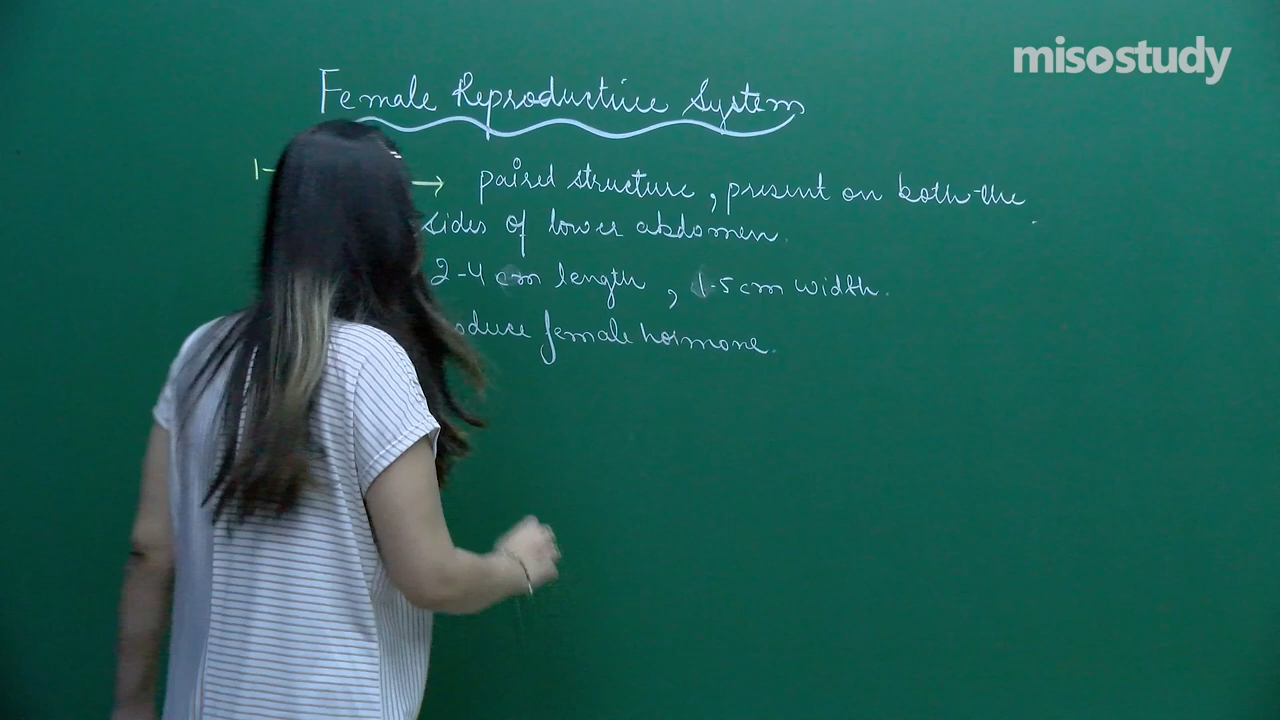 misostudy
Female Reproductive System
1- → paired structure, present on both the
sides of lower abdomen.
2-4 cm length, 1.5 cm width.
female hormone.